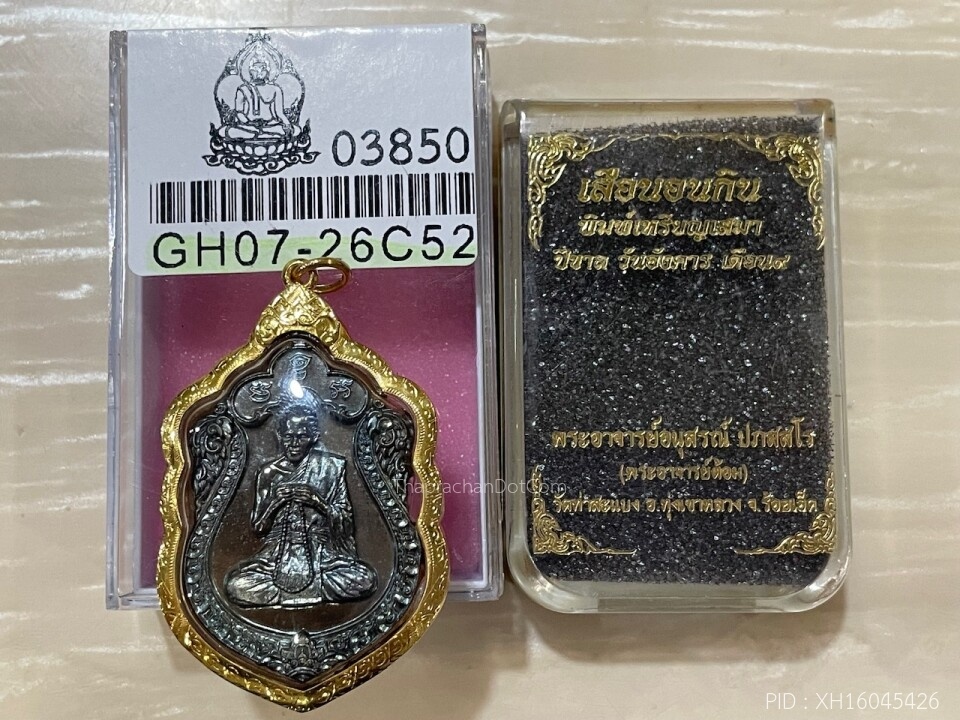 03850
GH07-26C52
เสือนอนกิน
พิมพ์เหรียญเสมา
ปีขาล วันอังคาร เดือน๙
พระอาจารย์อนุสรณ์ ปภสฺสโร
(พระอาจารย์ต้อม)
วัดท่าสะแบง อ.ทุ่งเขาหลวง จ.ร้อยเอ็ด
ThaprachanDotCom
PID : XH16045426